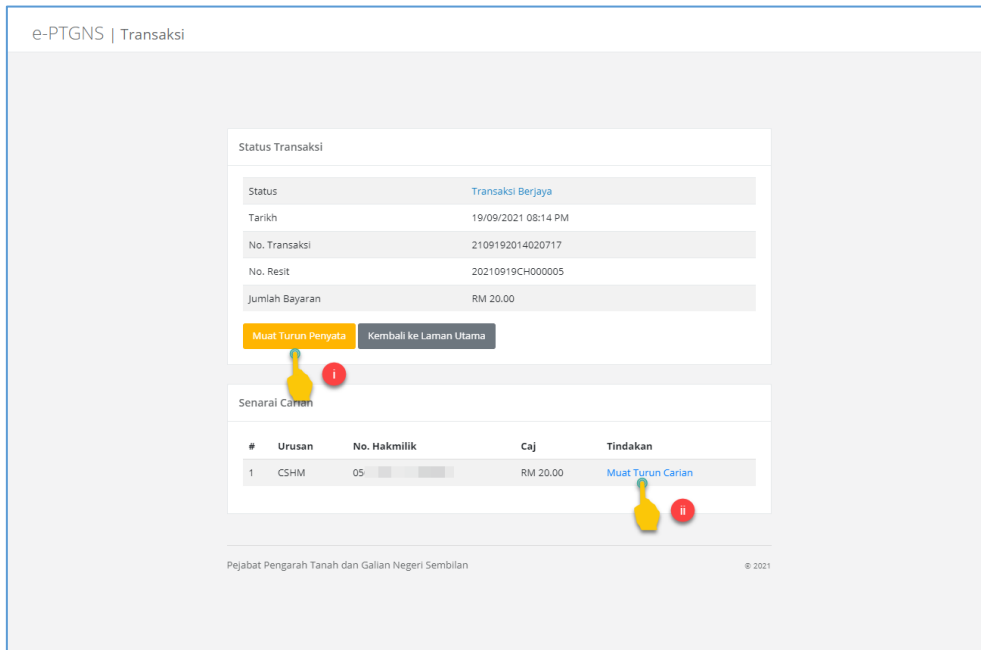 e-PTGNS | Transaksi
Status Transaksi
Status Transaksi Berjaya
Tarikh 19/09/2021 08:14 PM
No. Transaksi 2109192014020717
No. Resit 20210919CH000005
Jumlah Bayaran RM 20.00
Muat Turun Penyata Kembali ke Laman Utama
i
Senarai Carian
# Urusan No. Hakmilik Caj Tindakan
1 CSHM 05 RM 20.00 Muat Turun Carian
ii
Pejabat Pengarah Tanah dan Galian Negeri Sembilan © 2021